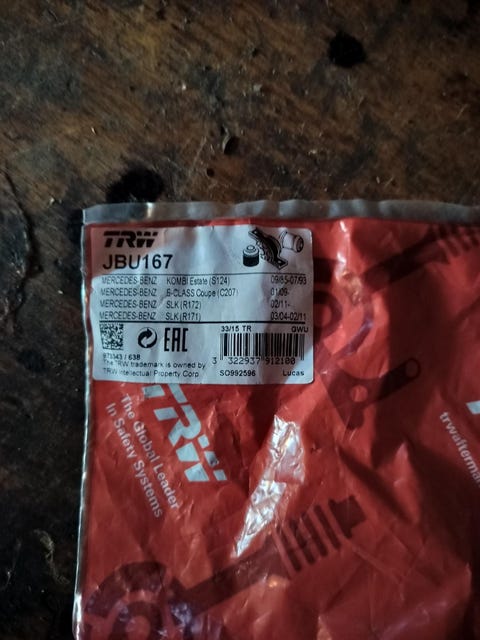 TRW
JBU167
MERCEDES-BENZ KOMBI Estate (S124) 09/85-07/93
MERCEDES-BENZ E-CLASS Coupe (C207) 01/09-
MERCEDES-BENZ SLK (R172) 02/11-
MERCEDES-BENZ SLK (R171) 03/04-02/11
33/15 TR GWU
EAC
973343 / 638
3 322937 912100
The TRW trademark is owned by
TRW Intellectual Property Corp.
SO992596 Lucas
TRW
The Global Leader
In Safety Systems
trwafterma